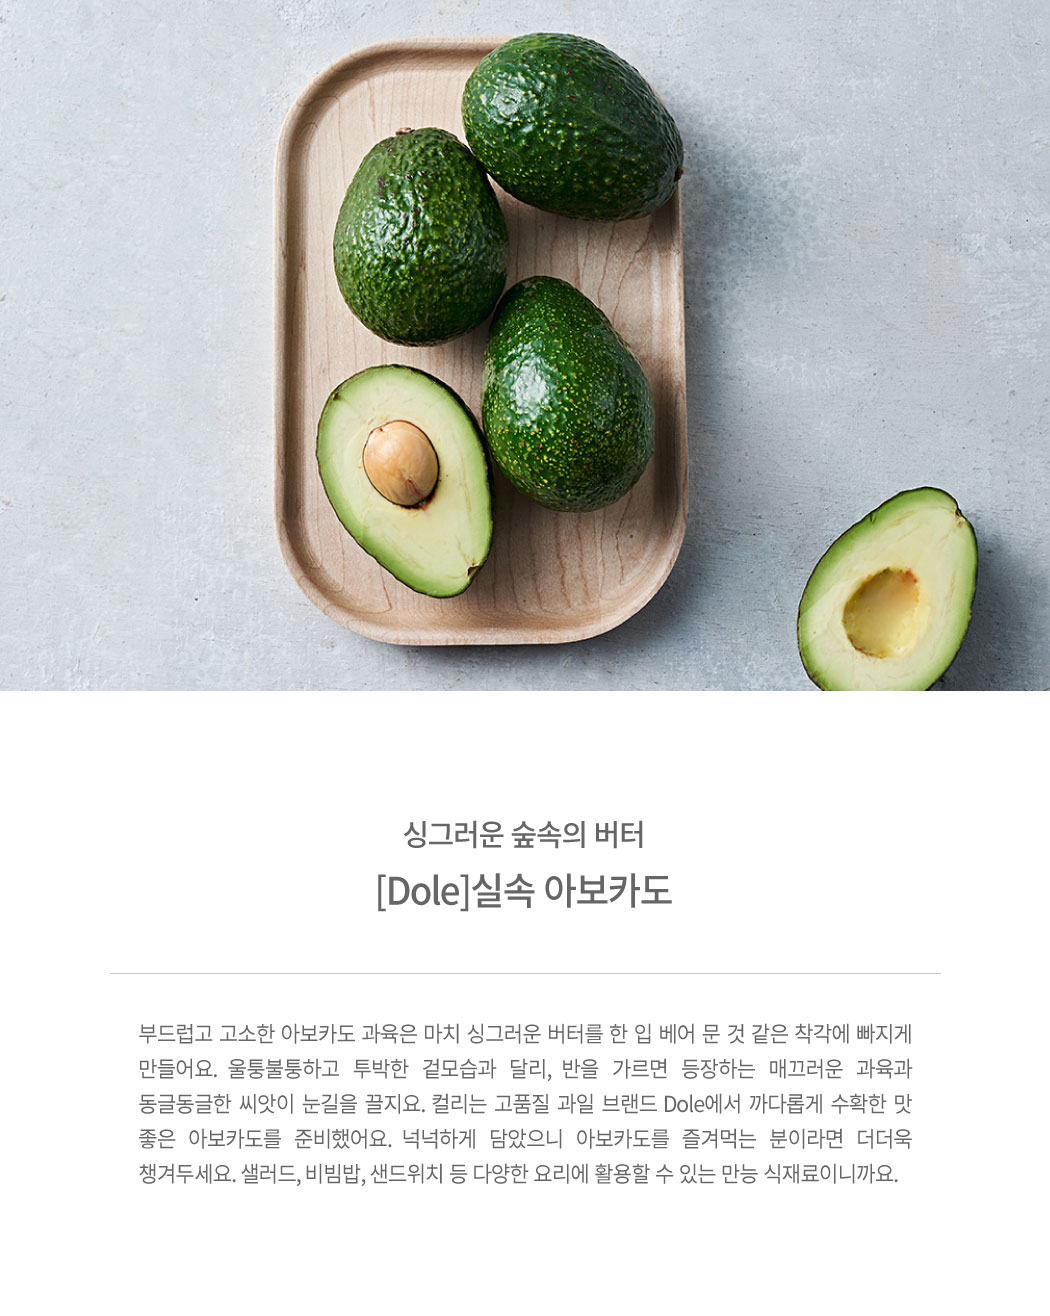 싱그러운 숲속의 버터
[Dole]실속 아보카도
부드럽고 고소한 아보카도 과육은 마치 싱그러운 버터를 한 입 베어 문 것 같은 착각에 빠지게
만들어요. 울퉁불퉁하고 투박한 겉모습과 달리, 반을 가르면 등장하는 매끄러운 과육과
동글동글한 씨앗이 눈길을 끌지요. 컬리는 고품질 과일 브랜드 Dole에서 까다롭게 수확한 맛
좋은 아보카도를 준비했어요. 넉넉하게 담았으니 아보카도를 즐겨먹는 분이라면 더더욱
챙겨두세요. 샐러드, 비빔밥, 샌드위치 등 다양한 요리에 활용할 수 있는 만능 식재료이니까요.